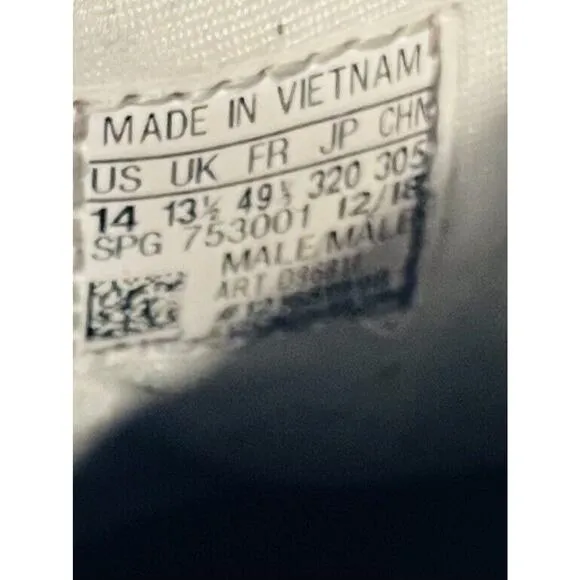 MADE IN VIETNAM
US UK FR JP CHN
14 13½ 49⅓ 320 305
SPG 753001 12/18
MALE/MALE
ART